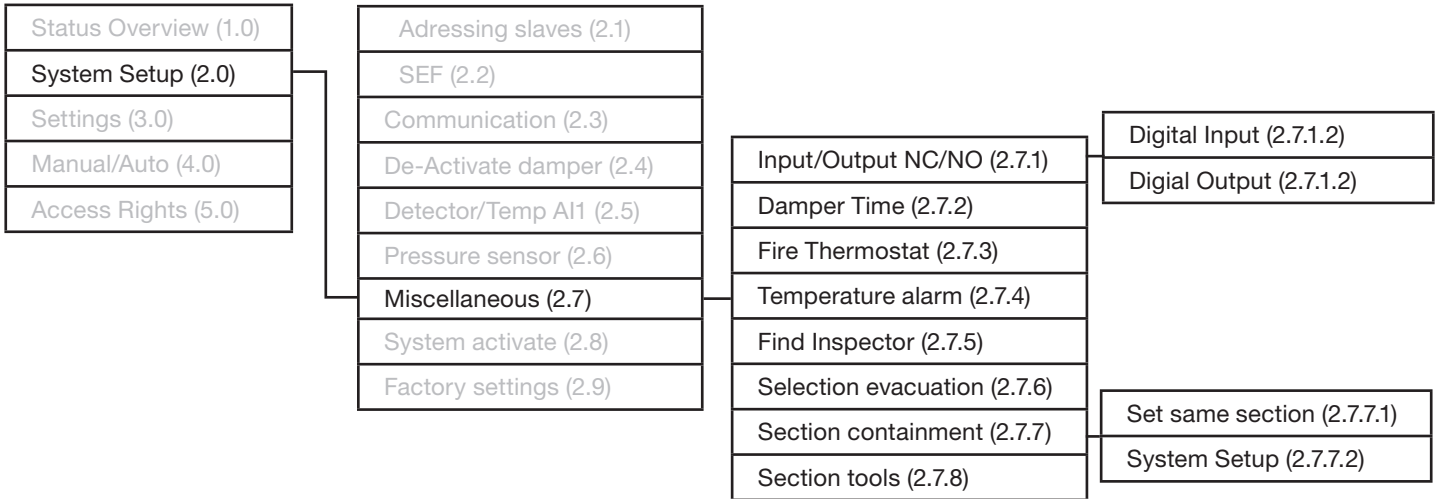 Status Overview (1.0)
System Setup (2.0)
Settings (3.0)
Manual/Auto (4.0)
Access Rights (5.0)
Adressing slaves (2.1)
SEF (2.2)
Communication (2.3)
De-Activate damper (2.4)
Detector/Temp AI1 (2.5)
Pressure sensor (2.6)
Miscellaneous (2.7)
System activate (2.8)
Factory settings (2.9)
Input/Output NC/NO (2.7.1)
Damper Time (2.7.2)
Fire Thermostat (2.7.3)
Temperature alarm (2.7.4)
Find Inspector (2.7.5)
Selection evacuation (2.7.6)
Section containment (2.7.7)
Section tools (2.7.8)
Digital Input (2.7.1.2)
Digial Output (2.7.1.2)
Set same section (2.7.7.1)
System Setup (2.7.7.2)